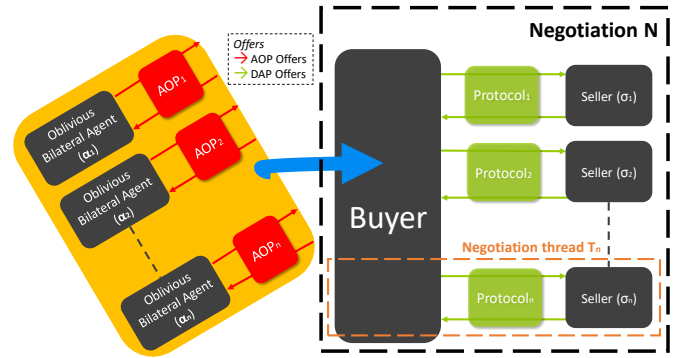 Offers
AOP Offers
DAP Offers
Oblivious
Bilateral Agent
(α₁)
AOP₁
Oblivious
Bilateral Agent
(α₂)
AOP₂
Oblivious
Bilateral Agent
(αₙ)
AOPₙ
Negotiation N
Buyer
Protocol₁
Seller (σ₁)
Protocol₂
Seller (σ₂)
Negotiation thread Tₙ
Protocolₙ
Seller (σₙ)